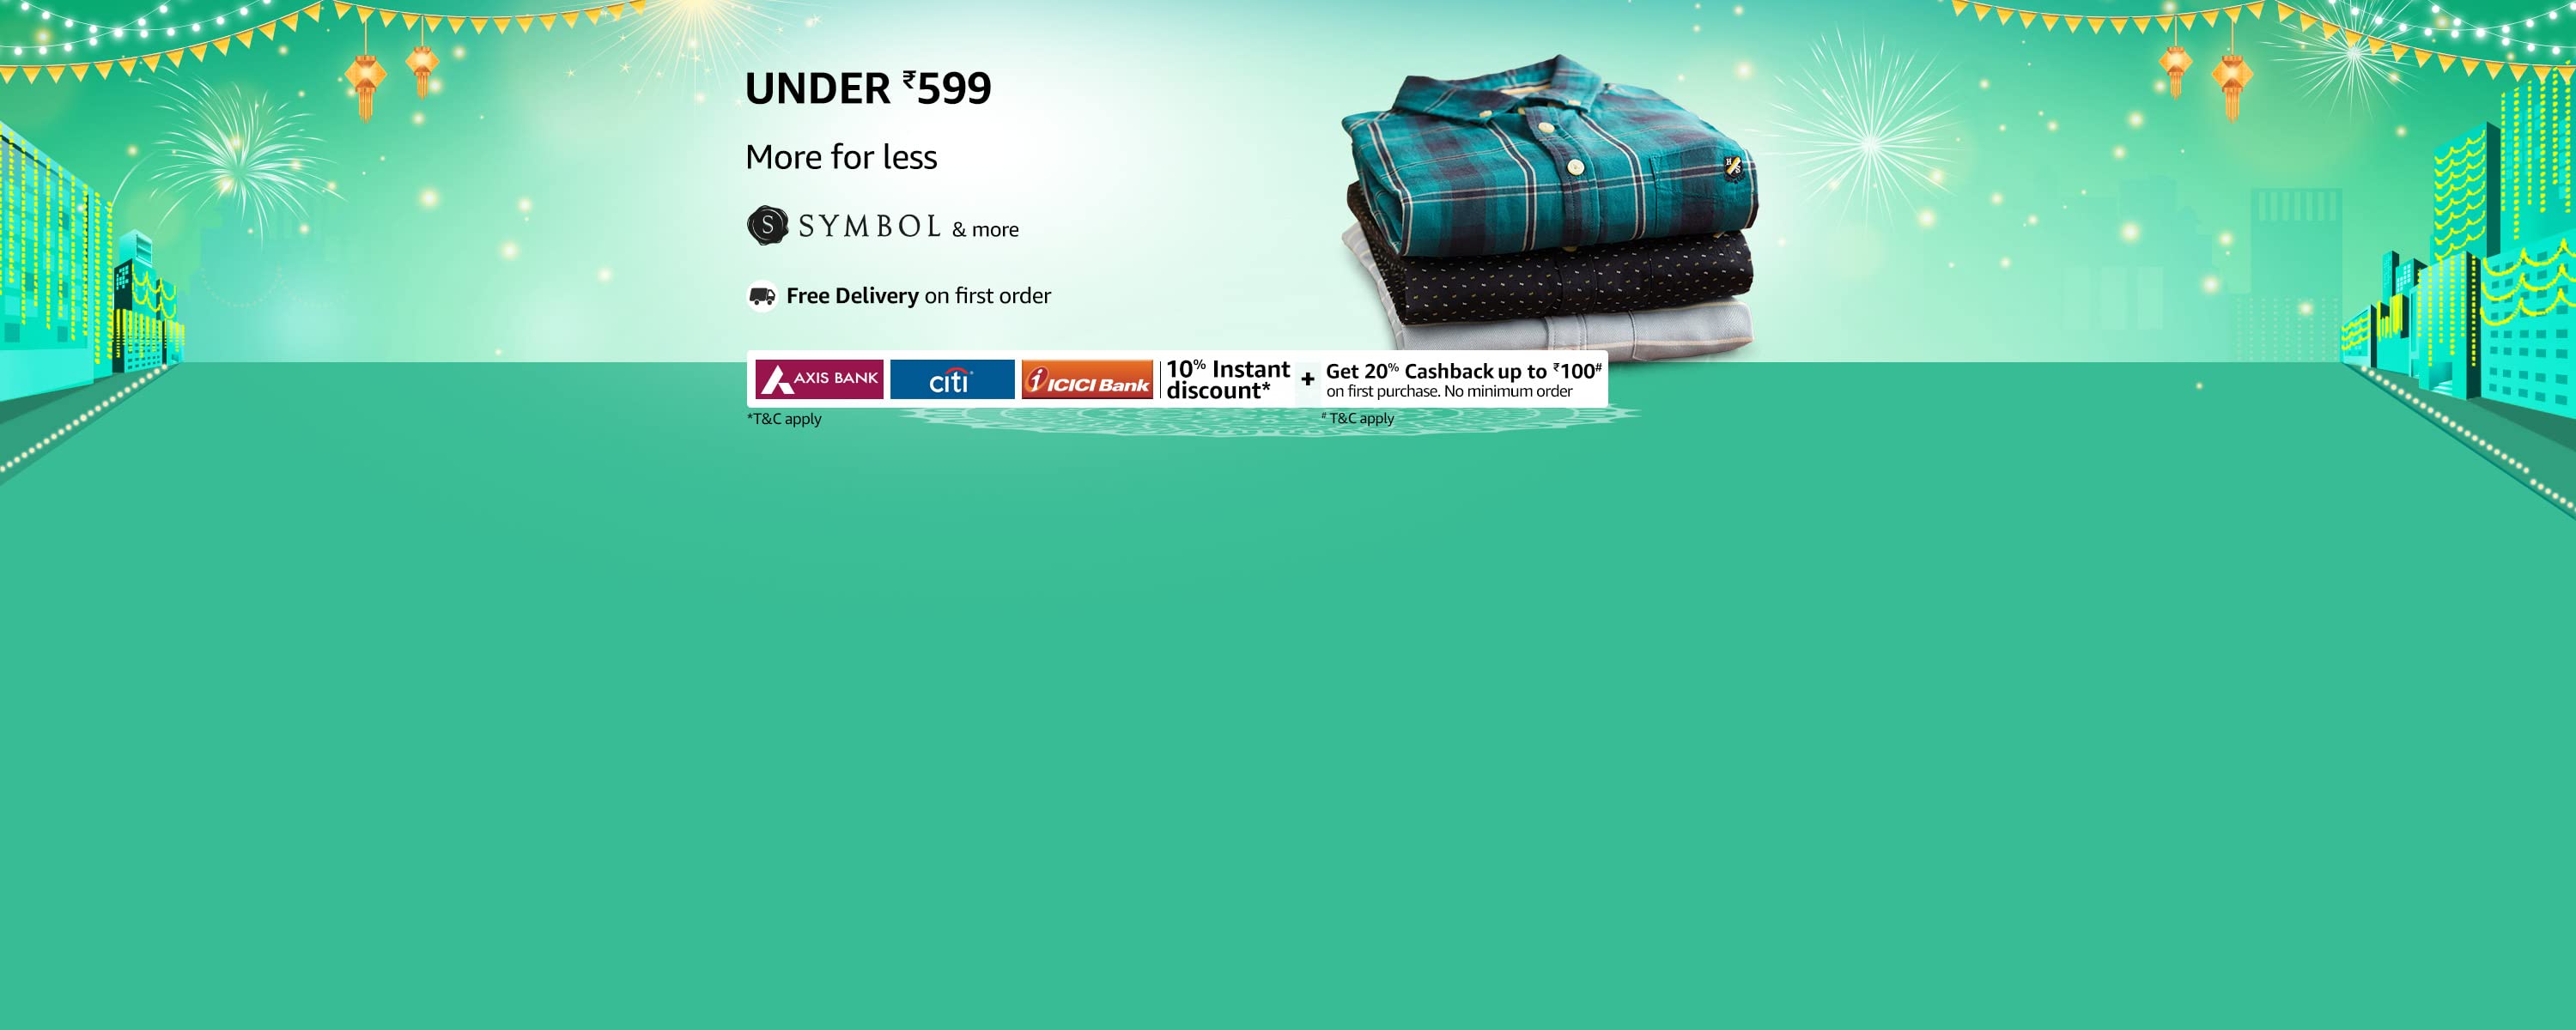 UNDER ₹599
More for less
S SYMBOL & more
Free Delivery on first order
AXIS BANK citi ICICI Bank 10% Instant discount* + Get 20% Cashback up to ₹100#
on first purchase. No minimum order
*T&C apply
# T&C apply
H S